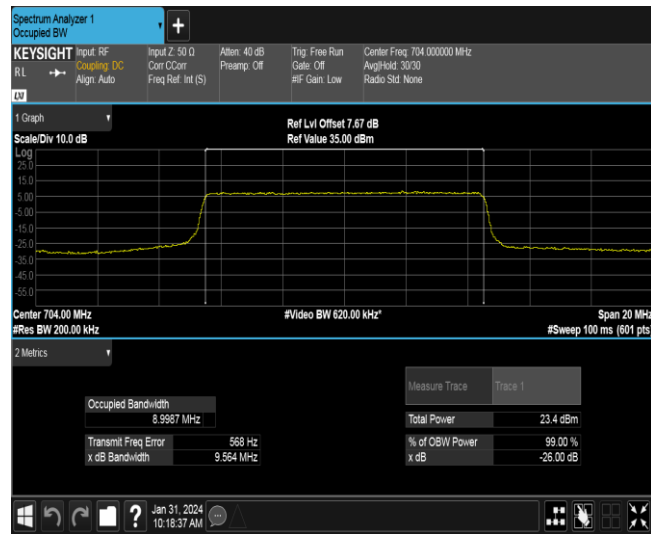 Spectrum Analyzer 1
Occupied BW
+
KEYSIGHT
RL
LXI
Input: RF
Coupling: DC
Align: Auto
Input Z: 50 Ω
Corr CCorr
Freq Ref: Int (S)
Atten: 40 dB
Preamp: Off
Trig: Free Run
Gate: Off
#IF Gain: Low
Center Freq: 704.000000 MHz
Avg|Hold: 30/30
Radio Std: None
1 Graph
Scale/Div 10.0 dB
Ref Lvl Offset 7.67 dB
Ref Value 35.00 dBm
Log
25.0
15.0
5.00
-5.00
-15.0
-25.0
-35.0
-45.0
-55.0
Center 704.00 MHz
#Res BW 200.00 kHz
#Video BW 620.00 kHz*
Span 20 MHz
#Sweep 100 ms (601 pts)
2 Metrics
Measure Trace
Trace 1
Occupied Bandwidth
8.9987 MHz
Total Power 23.4 dBm
Transmit Freq Error 568 Hz
% of OBW Power 99.00 %
x dB Bandwidth 9.564 MHz
x dB -26.00 dB
?
Jan 31, 2024
10:18:37 AM